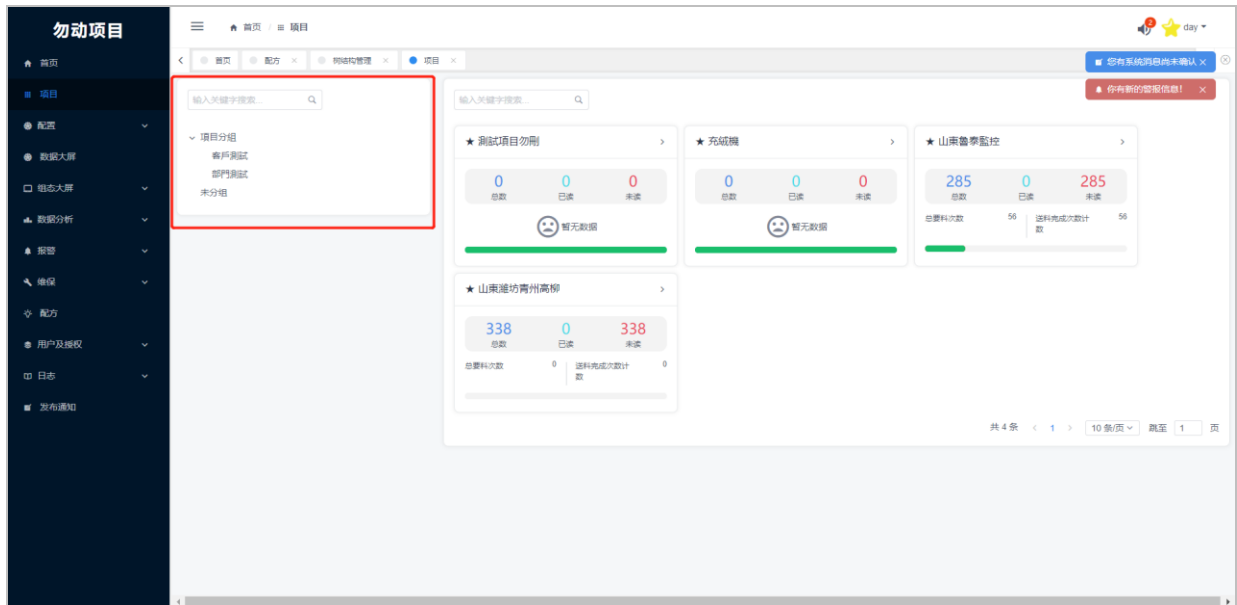 勿动项目
首页
项目
配置
数据大屏
组态大屏
数据分析
报警
维保
配方
用户及授权
日志
发布通知
首页 / 項目
2
day
首页
配方 ×
树结构管理 ×
項目 ×
您有系统消息尚未确认 ×
你有新的警报信息! ×
输入关键字搜索...
項目分组
客戶測試
部門測試
未分组
输入关键字搜索...
★ 測試項目勿刪
0 0 0
总数 已读 未读
暂无数据
★ 充絨機
0 0 0
总数 已读 未读
暂无数据
★ 山東魯泰監控
285 0 285
总数 已读 未读
总要料次数 56 送料完成次数计数 56
★ 山東濰坊青州高柳
338 0 338
总数 已读 未读
总要料次数 0 送料完成次数计数 0
共 4 条 < 1 > 10 条/页 跳至 1 页